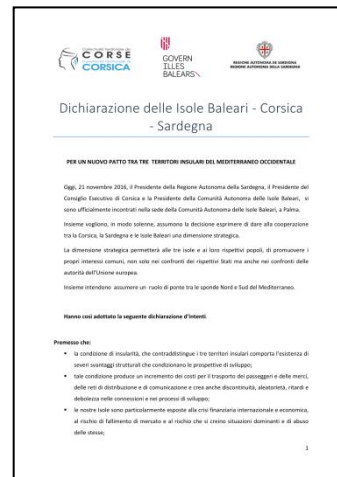 CORSE
CORSICA
GOVERN
ILLES
BALEARS
REGIONE AUTÒNOMA DE SARDIGNA
REGIONE AUTONOMA DELLA SARDEGNA
Dichiarazione delle Isole Baleari - Corsica
- Sardegna
PER UN NUOVO PATTO TRA TRE TERRITORI INSULARI DEL MEDITERRANEO OCCIDENTALE
Oggi, 21 novembre 2016, il Presidente della Regione Autonoma della Sardegna, il Presidente del
Consiglio Esecutivo di Corsica e la Presidente della Comunità Autonoma delle Isole Baleari, si
sono ufficialmente incontrati nella sede della Comunità Autonoma delle Isole Baleari, a Palma.
Insieme vogliono, in modo solenne, assumono la decisione esprimere di dare alla cooperazione
tra la Corsica, la Sardegna e le Isole Baleari una dimensione strategica.
La dimensione strategica permetterà alle tre isole e ai loro rispettivi popoli, di promuovere i
propri interessi comuni, non solo nei confronti dei rispettivi Stati ma anche nei confronti delle
autorità dell'Unione europea.
Insieme intendono assumere un ruolo di ponte tra le sponde Nord e Sud del Mediterraneo.
Hanno così adottato la seguente dichiarazione d'intenti.
Premesso che:
• la condizione di insularità, che contraddistingue i tre territori insulari comporta l'esistenza di
severi svantaggi strutturali che condizionano le prospettive di sviluppo;
• tale condizione produce un incremento dei costi per il trasporto dei passeggeri e delle merci,
delle reti di distribuzione e di comunicazione e crea anche discontinuità, aleatorietà, ritardi e
debolezza nelle connessioni e nei processi di sviluppo;
• le nostre Isole sono particolarmente esposte alla crisi finanziaria internazionale e economica,
al rischio di fallimento di mercato e al rischio che si creino situazioni dominanti e di abuso
delle stesse;
1